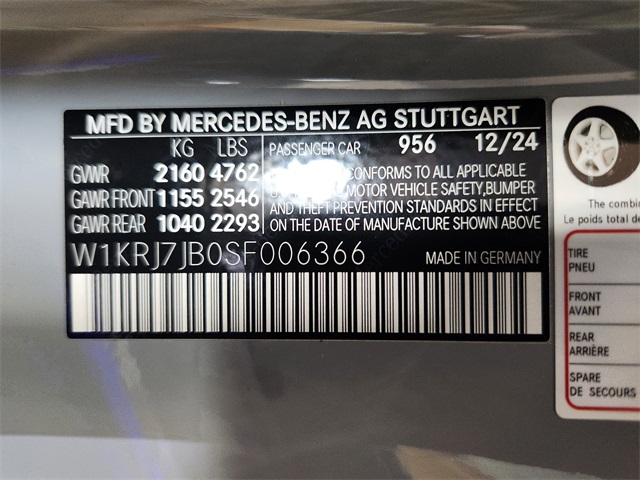 MFD BY MERCEDES-BENZ AG STUTTGART
KG LBS PASSENGER CAR 956 12/24
GVWR 2160 4762
GAWR FRONT 1155 2546
GAWR REAR 1040 2293
CONFORMS TO ALL APPLICABLE
MOTOR VEHICLE SAFETY, BUMPER
AND THEFT PREVENTION STANDARDS IN EFFECT
ON THE DATE OF MANUFACTURE SHOWN ABOVE
W1KRJ7JB0SF006366 MADE IN GERMANY
The combin
Le poids total de
TIRE
PNEU
FRONT
AVANT
REAR
ARRIÈRE
SPARE
DE SECOURS